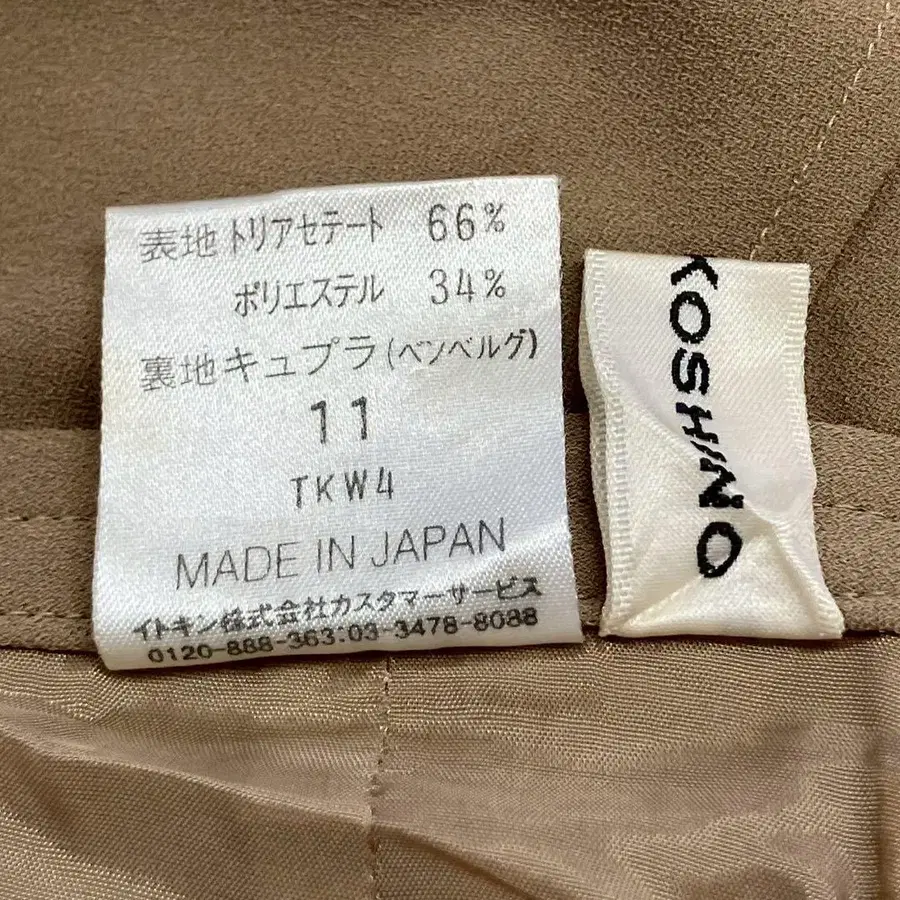 表地 トリアセテート 66%
ポリエステル 34%
裏地 キュプラ(ベンベルグ)
11
TKW4
MADE IN JAPAN
イトキン株式会社カスタマーサービス
0120-888-363:03-3478-8088
KOSHINO